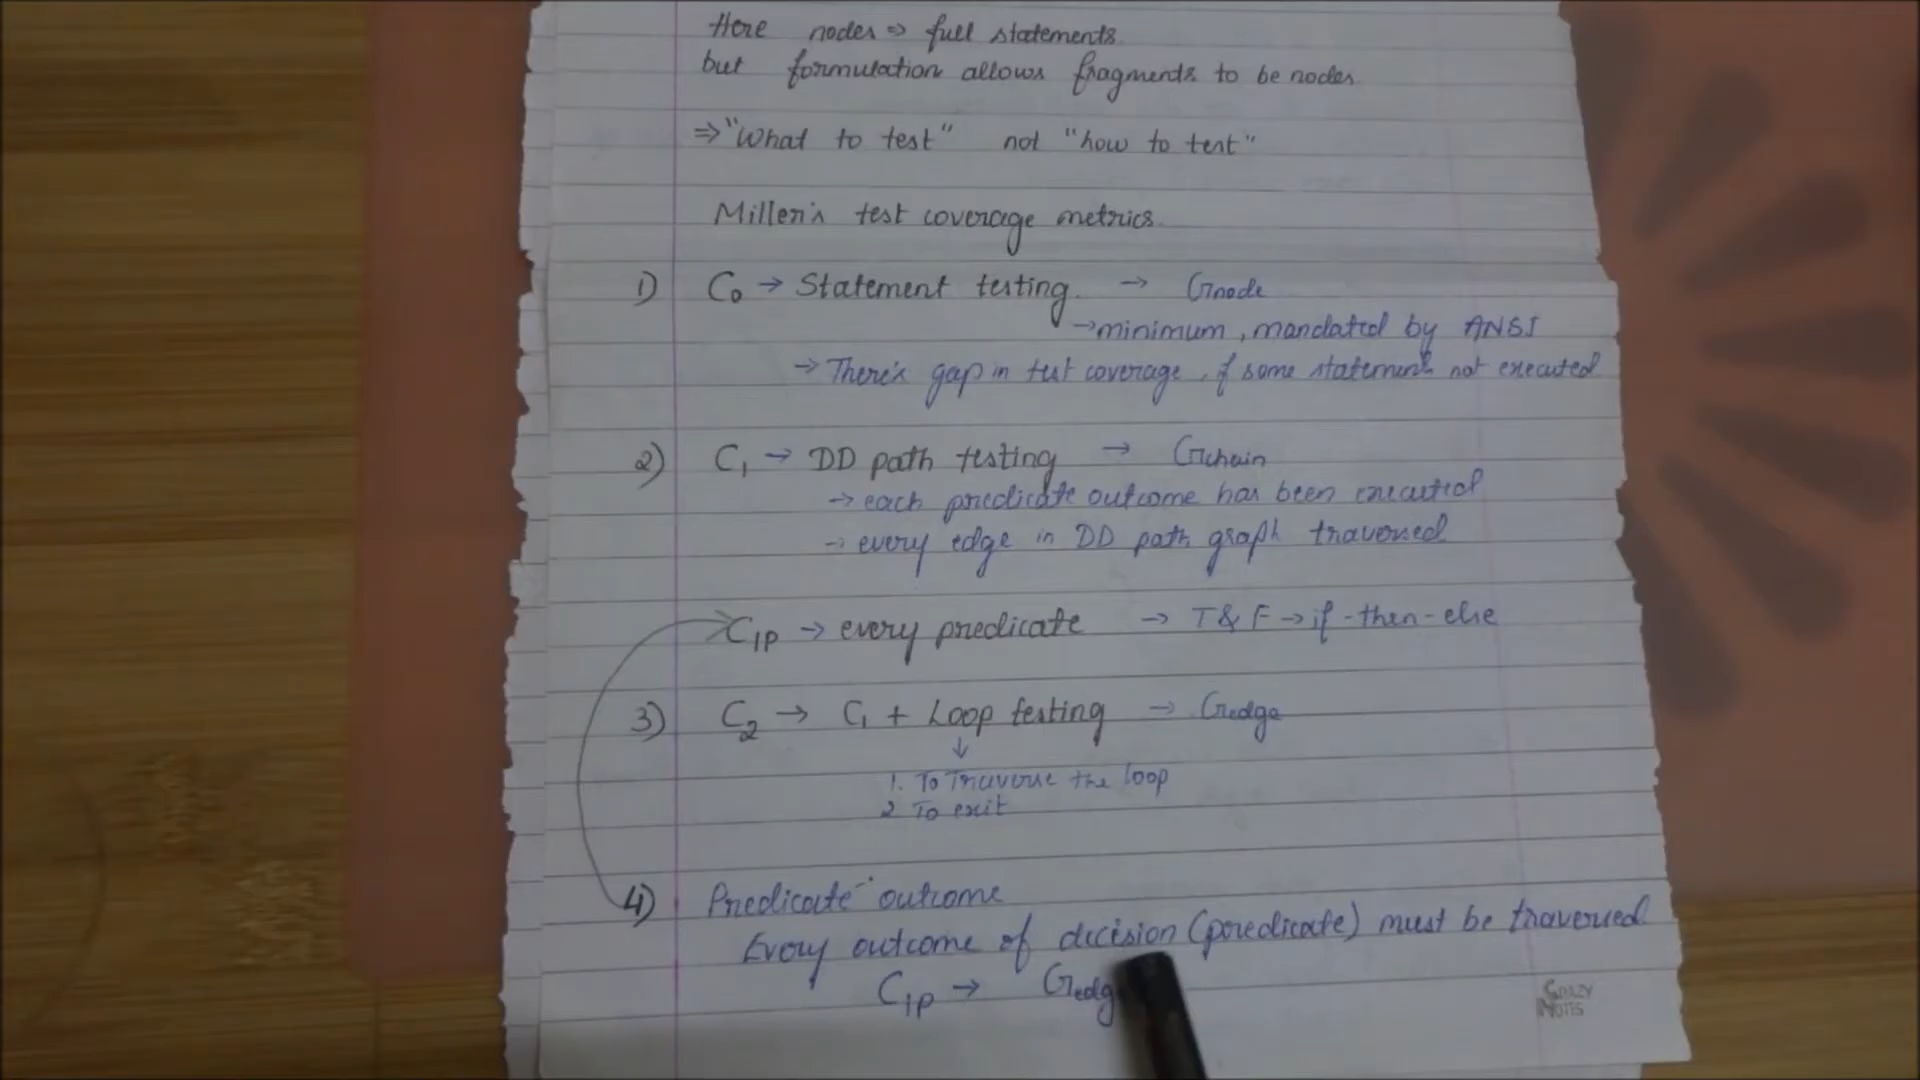 Here nodes => full statements
but formulation allows fragments to be nodes.
=> "What to test" not "how to test"
Miller's test coverage metrics.
1) C0 → Statement testing. → Gnode
→ minimum, mandated by ANSI
→ There's gap in test coverage, if some statements not executed
2) C1 → DD path testing → Gchain
→ each predicate outcome has been executed
→ every edge in DD path graph traversed
C1P → every predicate → T & F → if-then-else
3) C2 → C1 + Loop testing → Gedge
↓
1. To Traverse the loop
2 To exit
4) Predicate outcome
Every outcome of decision (predicate) must be traversed
C1P → Gedg
CRAZY
NOTES